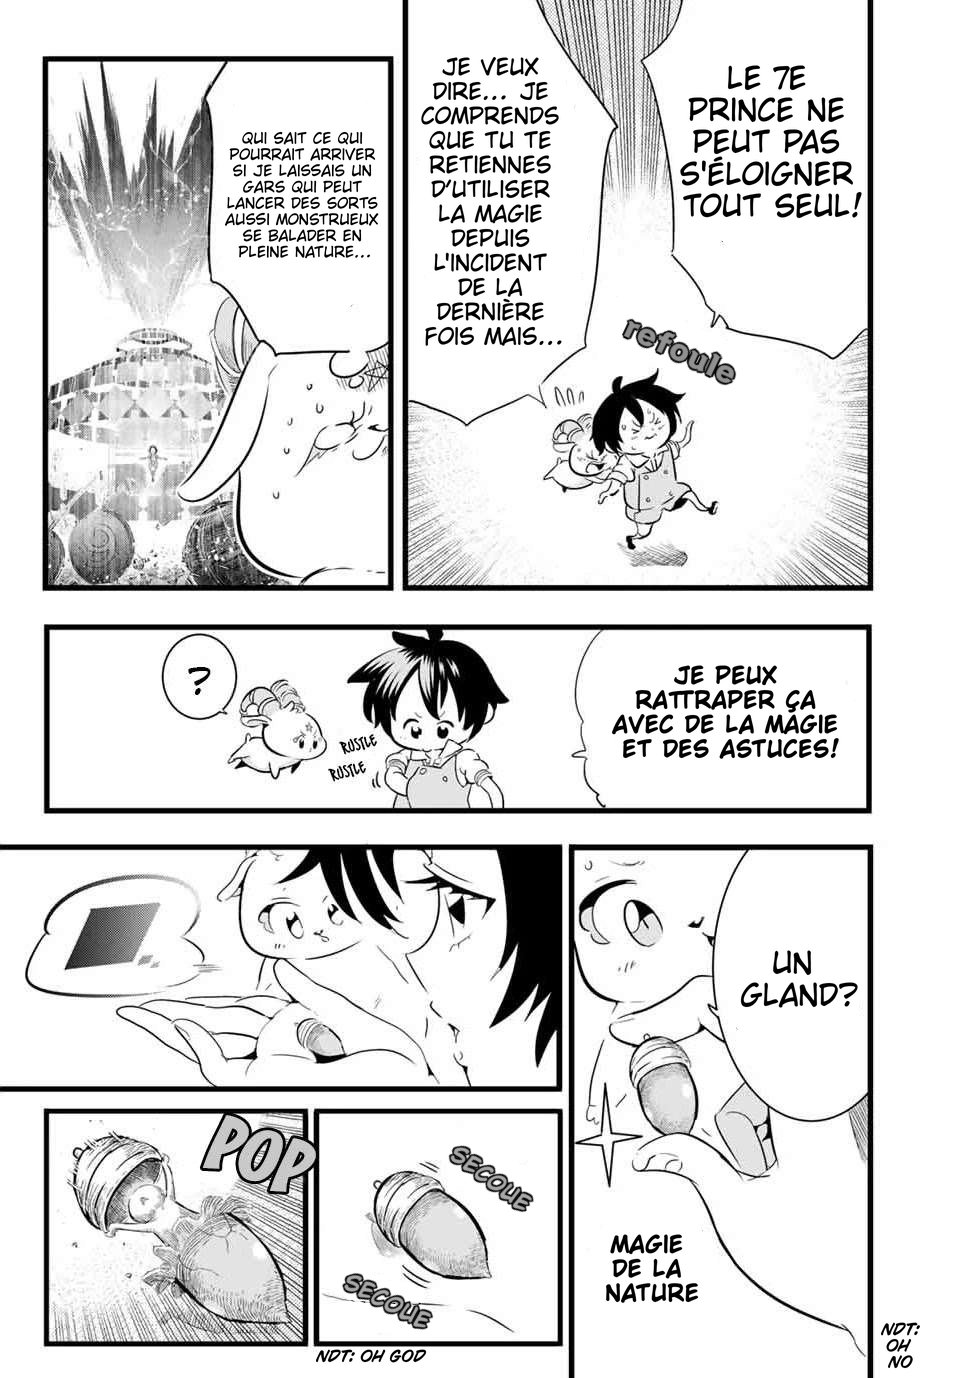 LE 7E
PRINCE NE
PEUT PAS
S'ÉLOIGNER
TOUT SEUL!
JE VEUX
DIRE... JE
COMPRENDS
QUE TU TE
RETIENNES
D'UTILISER
LA MAGIE
DEPUIS
L'INCIDENT
DE LA
DERNIÈRE
FOIS MAIS...
refoule
QUI SAIT CE QUI
POURRAIT ARRIVER
SI JE LAISSAIS UN
GARS QUI PEUT
LANCER DES SORTS
AUSSI MONSTRUEUX
SE BALADER EN
PLEINE NATURE...
JE PEUX
RATTRAPER ÇA
AVEC DE LA MAGIE
ET DES ASTUCES!
RUSTLE
RUSTLE
?
UN
GLAND?
MAGIE
DE LA
NATURE
NDT:
OH
NO
SECOUE
SECOUE
NDT: OH GOD
POP